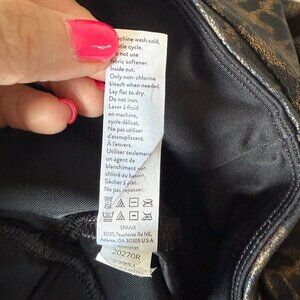 machine wash cold,
gentle cycle.
Do not use
fabric softener.
Inside out.
Only non-chlorine
bleach when needed.
Lay flat to dry.
Do not iron.
Laver à froid
en machine,
cycle délicat.
Ne pas utiliser
d'assouplissant.
À l'envers.
Utiliser seulement
un agent de
blanchiment non
chloré au besoin.
Sécher à plat.
Ne pas repasser.
SPANX
3035 Peachtree Rd NE,
Atlanta, GA 30305 U.S.A.
20270R